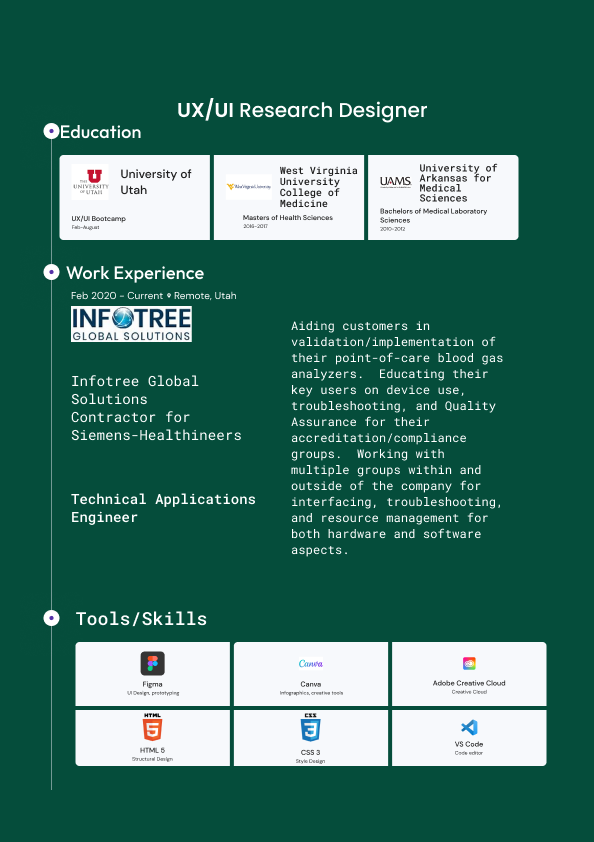 UX/UI Research Designer
Education
THE
UNIVERSITY
OF UTAH
University of
Utah
UX/UI Bootcamp
Feb-August
West Virginia
University
College of
Medicine
Masters of Health Sciences
2016-2017
UAMS
University of
Arkansas for
Medical
Sciences
Bachelors of Medical Laboratory
Sciences
2010-2012
Work Experience
Feb 2020 - Current Remote, Utah
INFOTREE
GLOBAL SOLUTIONS
Infotree Global
Solutions
Contractor for
Siemens-Healthineers
Technical Applications
Engineer
Aiding customers in
validation/implementation of
their point-of-care blood gas
analyzers.  Educating their
key users on device use,
troubleshooting, and Quality
Assurance for their
accreditation/compliance
groups.  Working with
multiple groups within and
outside of the company for
interfacing, troubleshooting,
and resource management for
both hardware and software
aspects.
Tools/Skills
Figma
UI Design, prototyping
Canva
Canva
Infographics, creative tools
Adobe Creative Cloud
Creative Cloud
HTML
5
HTML 5
Structural Design
CSS
3
CSS 3
Style Design
VS Code
Code editor